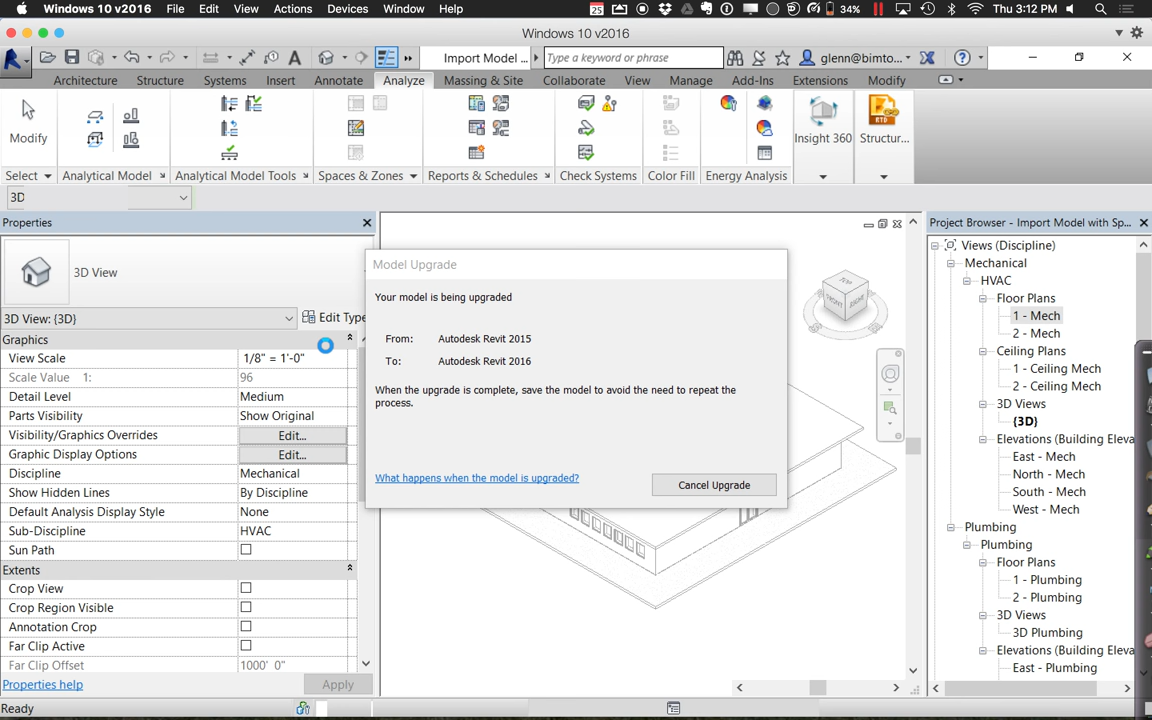 Windows 10 v2016 File Edit View Actions Devices Window Help 25 34% Thu 3:12 PM
Windows 10 v2016
Import Model ... Type a keyword or phrase glenn@bimto...
Architecture Structure Systems Insert Annotate Analyze Massing & Site Collaborate View Manage Add-Ins Extensions Modify
Modify Insight 360 RTD Structur...
Select Analytical Model Analytical Model Tools Spaces & Zones Reports & Schedules Check Systems Color Fill Energy Analysis
3D
Properties
3D View
3D View: {3D} Edit Type
Graphics
View Scale 1/8" = 1'-0"
Scale Value 1: 96
Detail Level Medium
Parts Visibility Show Original
Visibility/Graphics Overrides Edit...
Graphic Display Options Edit...
Discipline Mechanical
Show Hidden Lines By Discipline
Default Analysis Display Style None
Sub-Discipline HVAC
Sun Path
Extents
Crop View
Crop Region Visible
Annotation Crop
Far Clip Active
Far Clip Offset 1000' 0"
Properties help Apply
Ready
Model Upgrade
Your model is being upgraded
From: Autodesk Revit 2015
To: Autodesk Revit 2016
When the upgrade is complete, save the model to avoid the need to repeat the
process.
What happens when the model is upgraded? Cancel Upgrade
Project Browser - Import Model with Sp...
Views (Discipline)
Mechanical
HVAC
Floor Plans
1 - Mech
2 - Mech
Ceiling Plans
1 - Ceiling Mech
2 - Ceiling Mech
3D Views
{3D}
Elevations (Building Eleva
East - Mech
North - Mech
South - Mech
West - Mech
Plumbing
Plumbing
Floor Plans
1 - Plumbing
2 - Plumbing
3D Views
3D Plumbing
Elevations (Building Eleva
East - Plumbing